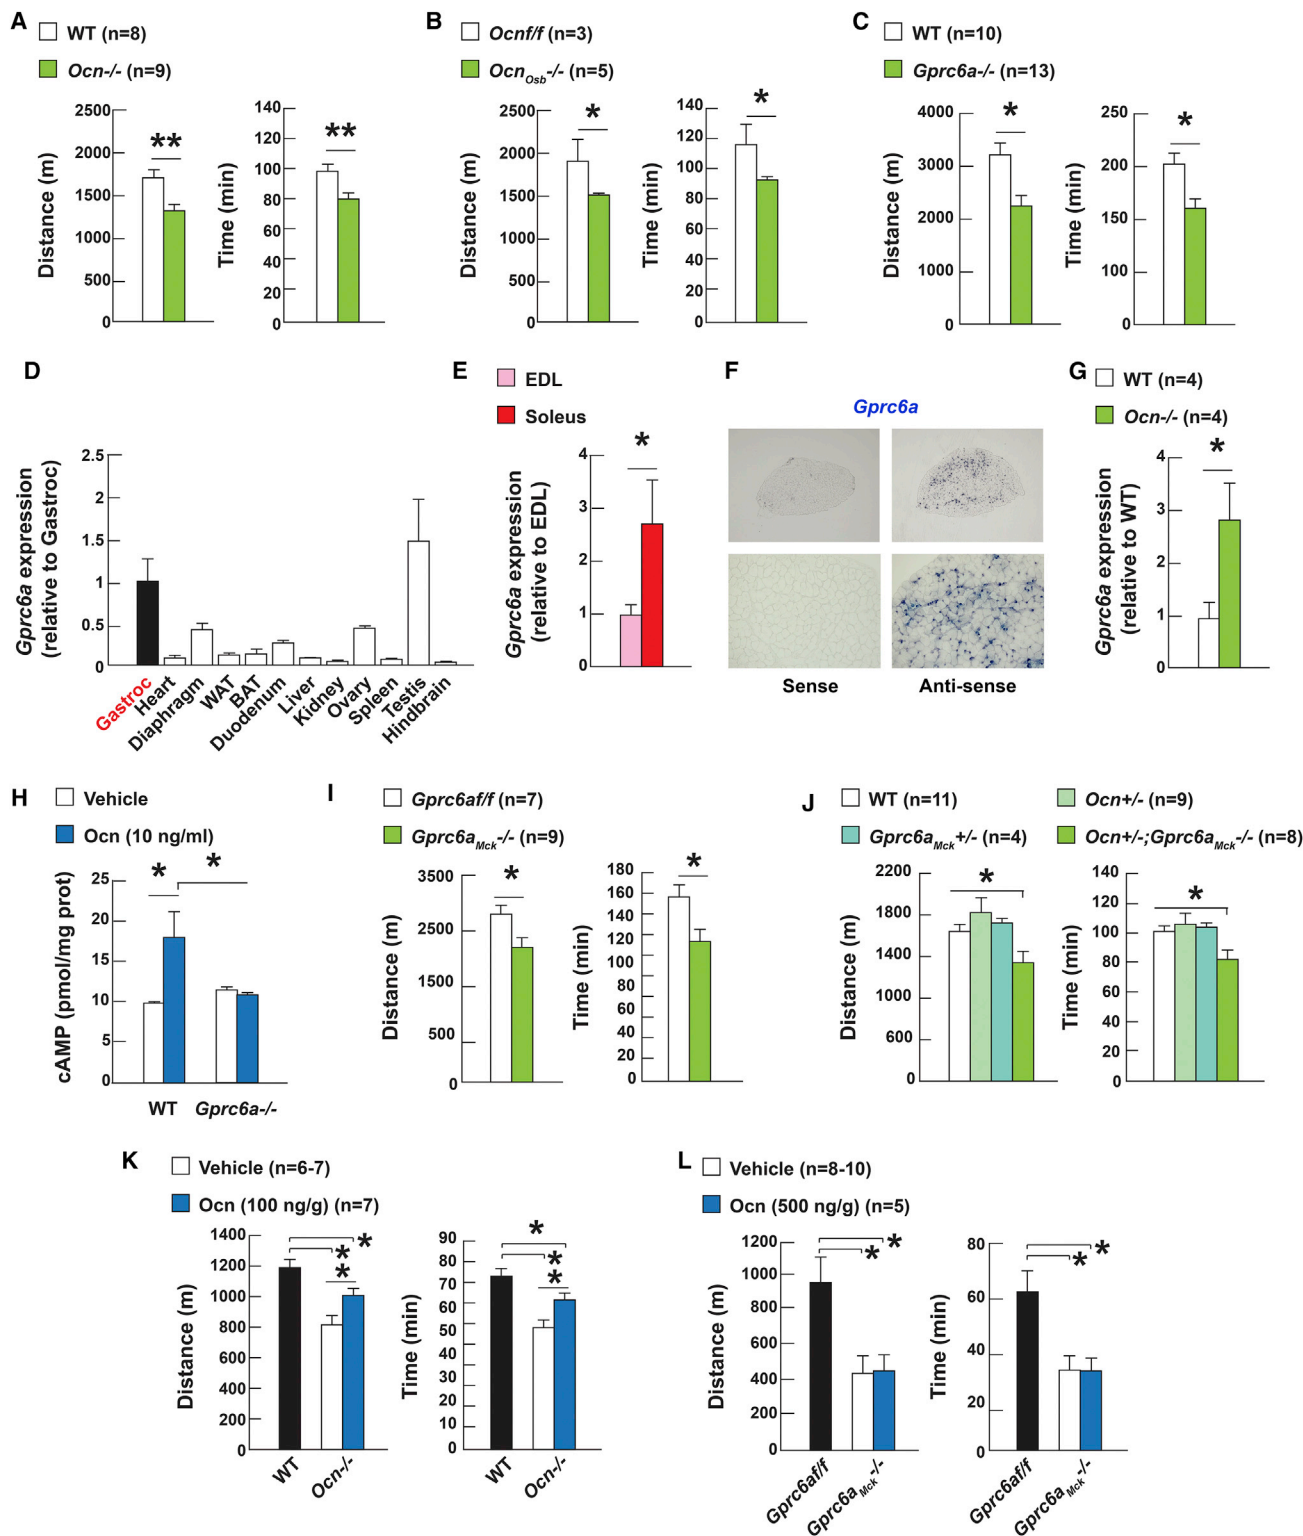 A
WT (n=8)
Ocn-/- (n=9)
Distance (m)
2500
2000
1500
1000
500
0
**
Time (min)
140
120
100
80
60
40
20
0
**
B
Ocnf/f (n=3)
Ocn Osb -/- (n=5)
Distance (m)
2500
2000
1500
1000
500
0
*
Time (min)
140
120
100
80
60
40
20
0
*
C
WT (n=10)
Gprc6a-/- (n=13)
Distance (m)
4000
3000
2000
1000
0
*
Time (min)
250
200
150
100
0
*
D
Gprc6a expression
(relative to Gastroc)
2.5
2
1.5
1
0.5
0
Gastroc
Heart
Diaphragm
WAT
BAT
Duodenum
Liver
Kidney
Ovary
Spleen
Testis
Hindbrain
E
EDL
Soleus
Gprc6a expression
(relative to EDL)
4
3
2
1
0
*
F
Gprc6a
Sense
Anti-sense
G
WT (n=4)
Ocn-/- (n=4)
Gprc6a expression
(relative to WT)
4
3
2
1
0
*
H
Vehicle
Ocn (10 ng/ml)
cAMP (pmol/mg prot)
25
20
15
10
5
0
*
*
WT
Gprc6a-/-
I
Gprc6af/f (n=7)
Gprc6a Mck -/- (n=9)
Distance (m)
3500
2500
1500
500
0
*
Time (min)
180
160
140
120
100
80
60
40
20
0
*
J
WT (n=11)
Ocn+/- (n=9)
Gprc6a Mck +/- (n=4)
Ocn+/-;Gprc6a Mck -/- (n=8)
Distance (m)
2200
1800
1400
1000
600
0
*
Time (min)
140
120
100
80
60
40
20
0
*
K
Vehicle (n=6-7)
Ocn (100 ng/g) (n=7)
Distance (m)
1400
1200
1000
800
600
400
200
0
*
*
*
WT
Ocn-/-
Time (min)
90
80
70
60
50
40
30
20
10
0
*
*
*
WT
Ocn-/-
L
Vehicle (n=8-10)
Ocn (500 ng/g) (n=5)
Distance (m)
1200
1000
800
600
400
200
0
*
*
Gprc6af/f
Gprc6a Mck -/-
Time (min)
80
60
40
20
0
*
*
Gprc6af/f
Gprc6a Mck -/-